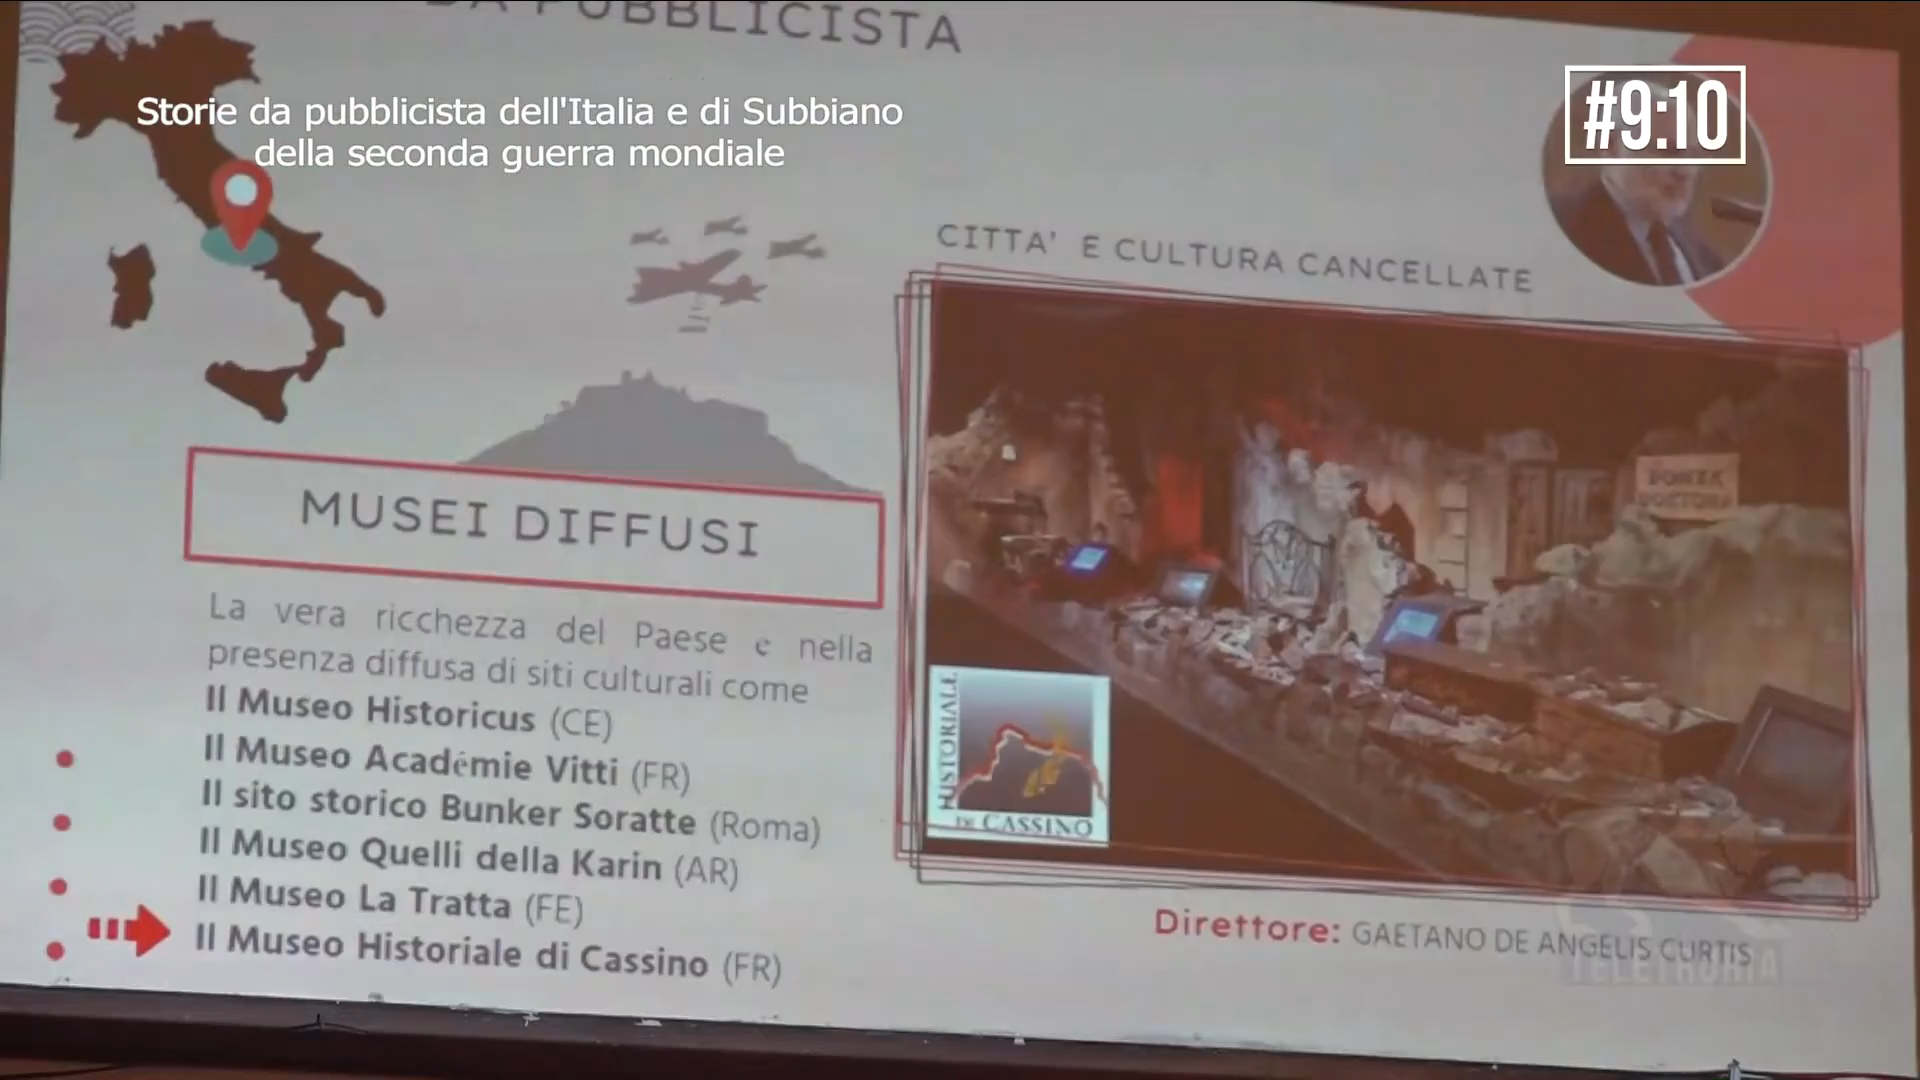 DA PUBBLICISTA
Storie da pubblicista dell'Italia e di Subbiano
della seconda guerra mondiale
#9:10
CITTA' E CULTURA CANCELLATE
MUSEI DIFFUSI
La vera ricchezza del Paese e nella
presenza diffusa di siti culturali come
Il Museo Historicus (CE)
Il Museo Académie Vitti (FR)
Il sito storico Bunker Soratte (Roma)
Il Museo Quelli della Karin (AR)
Il Museo La Tratta (FE)
Il Museo Historiale di Cassino (FR)
HISTORIALE
DI CASSINO
Direttore: GAETANO DE ANGELIS CURTIS
TELETRURIA